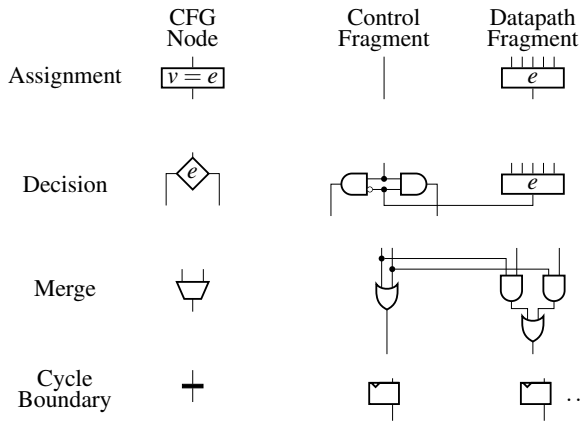 CFG Node
Control Fragment
Datapath Fragment
Assignment
v = e
e
Decision
e
e
Merge
Cycle Boundary
..